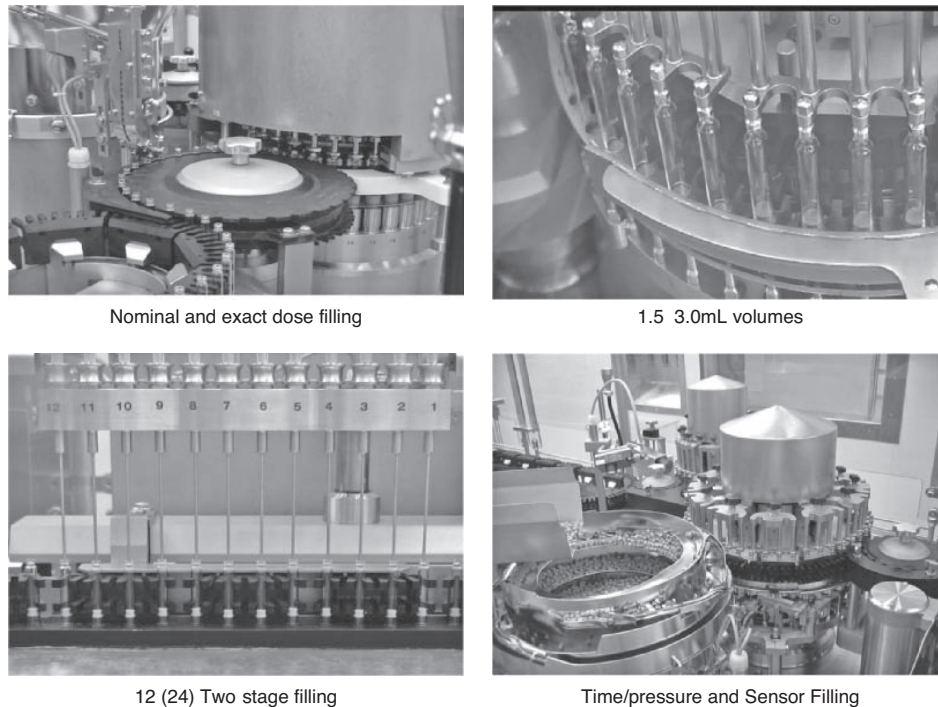 Nominal and exact dose filling
1.5 3.0mL volumes
12 11 10 9 8 7 6 5 4 3 2 1
12 (24) Two stage filling
Time/pressure and Sensor Filling